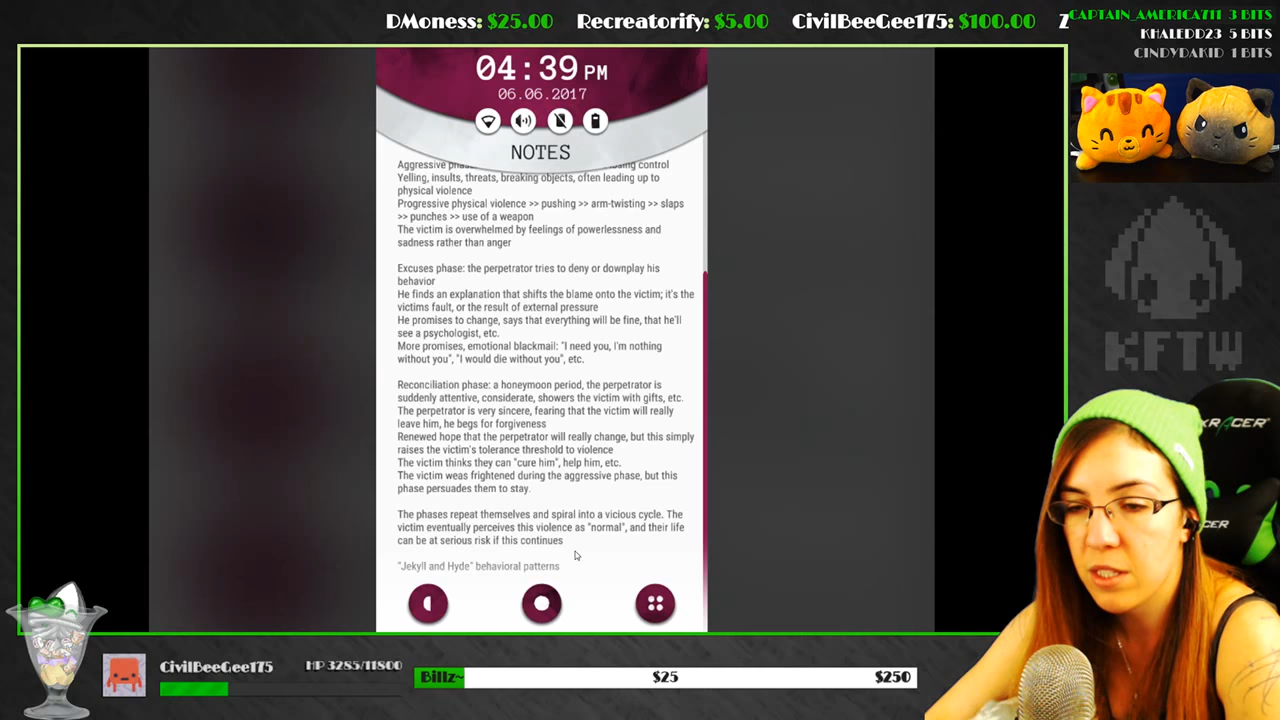 DMoness: $25.00 Recreatorify: $5.00 CivilBeeGee175: $100.00 Z
CAPTAIN_AMERICA711 3 BITS
KHALEDD23 5 BITS
CINDYDAKID 1 BITS
04:39 PM
06.06.2017
NOTES
Aggressive control
Yelling, insults, threats, breaking objects, often leading up to
physical violence
Progressive physical violence >> pushing >> arm-twisting >> slaps
>> punches >> use of a weapon
The victim is overwhelmed by feelings of powerlessness and
sadness rather than anger
Excuses phase: the perpetrator tries to deny or downplay his
behavior
He finds an explanation that shifts the blame onto the victim; it's the
victims fault, or the result of external pressure
He promises to change, says that everything will be fine, that he'll
see a psychologist, etc.
More promises, emotional blackmail: "I need you, I'm nothing
without you", "I would die without you", etc.
Reconciliation phase: a honeymoon period, the perpetrator is
suddenly attentive, considerate, showers the victim with gifts, etc.
The perpetrator is very sincere, fearing that the victim will really
leave him, he begs for forgiveness
Renewed hope that the perpetrator will really change, but this simply
raises the victim's tolerance threshold to violence
The victim thinks they can "cure him", help him, etc.
The victim weas frightened during the aggressive phase, but this
phase persuades them to stay.
The phases repeat themselves and spiral into a vicious cycle. The
victim eventually perceives this violence as "normal", and their life
can be at serious risk if this continues
"Jekyll and Hyde" behavioral patterns
KFTW
CivilBeeGee175 HP 3285/11800
Billz~ $25 $250